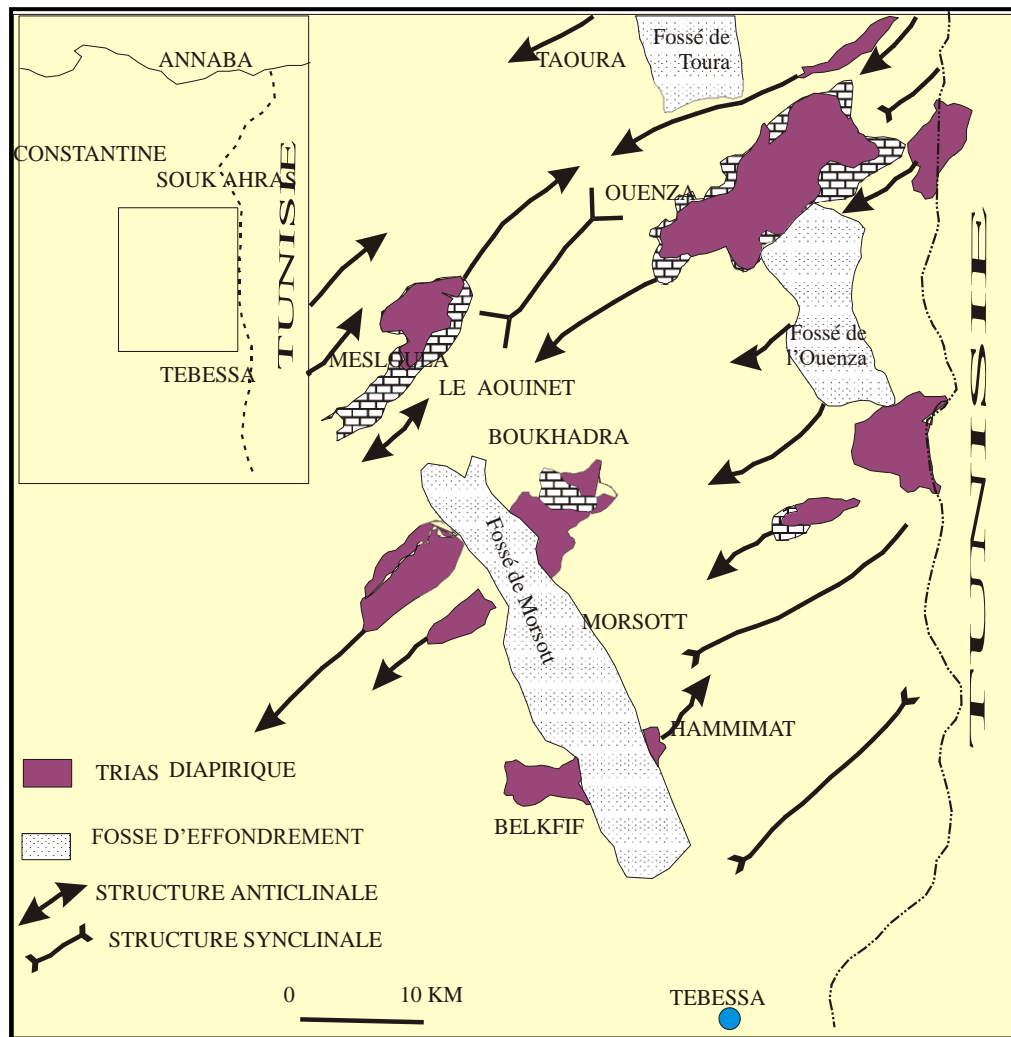 ANNABA
CONSTANTINE
SOUK AHRAS
TEBESSA
TUNISIE
TAOURA
Fossé de
Toura
OUENZA
MESLOULA
LE AOUINET
Fossé de
l'Ouenza
BOUKHADRA
Fossé de Morsott
MORSOTT
HAMMIMAT
BELKFIF
TUNISIE
TRIAS DIAPIRIQUE
FOSSE D'EFFONDREMENT
STRUCTURE ANTICLINALE
STRUCTURE SYNCLINALE
0 10 KM
TEBESSA